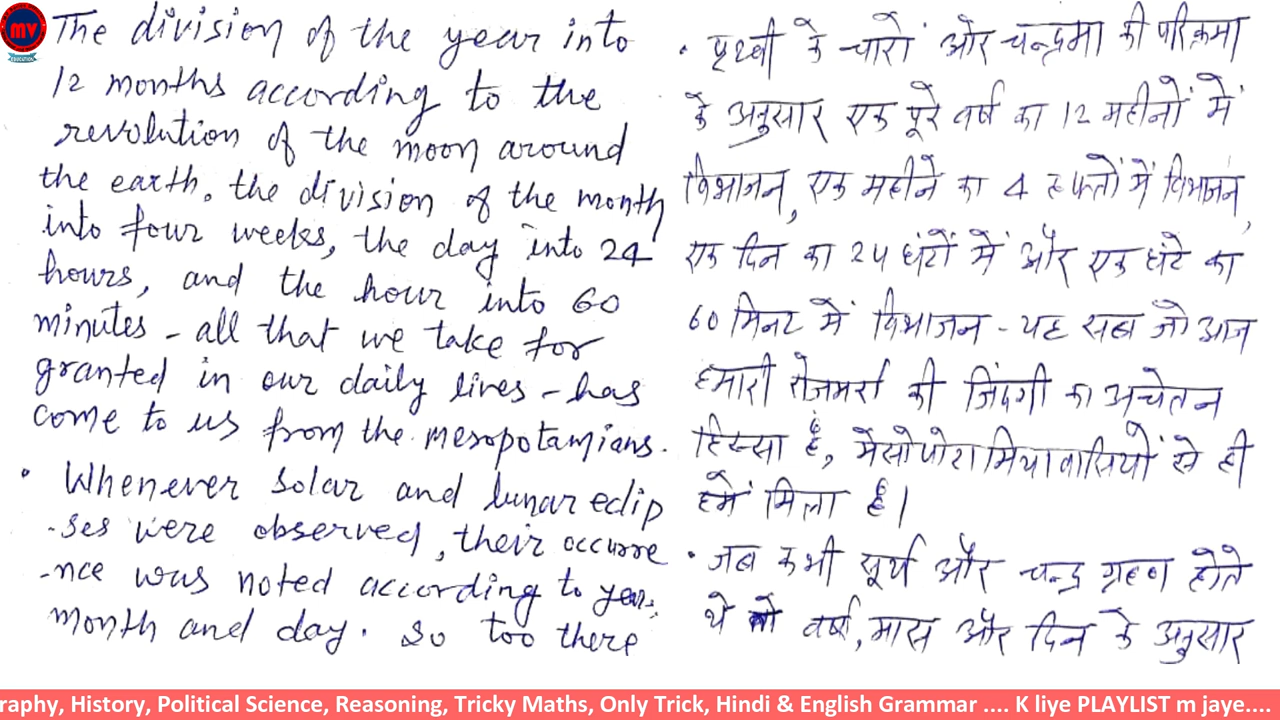 mv
EDUCATION
The division of the year into
12 months according to the
revolution of the moon around
the earth. the division of the month
into four weeks, the day into 24
hours, and the hour into 60
minutes - all that we take for
granted in our daily lives - has
come to us from the mesopotamians.
• Whenever solar and lunar eclip
-ses were observed, their occurre
-nce was noted according to year,
month and day. so too there
• पृथ्वी के चारों ओर चन्द्रमा की परिक्रमा
के अनुसार एक पूरे वर्ष का 12 महीनों में
विभाजन, एक महीने का 4 हफ्तों में विभाजन,
एक दिन का 24 घंटों में और एक घंटे का
60 मिनट में विभाजन - यह सब जो आज
हमारी रोजमर्रा की जिंदगी का अचेतन
हिस्सा है, मेसोपोटामियावासियों से ही
हमें मिला है।
• जब कभी सूर्य और चन्द्र ग्रहण होते
थे तो वर्ष, मास और दिन के अनुसार
raphy, History, Political Science, Reasoning, Tricky Maths, Only Trick, Hindi & English Grammar .... K liye PLAYLIST m jaye....